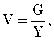 V = G/Y,